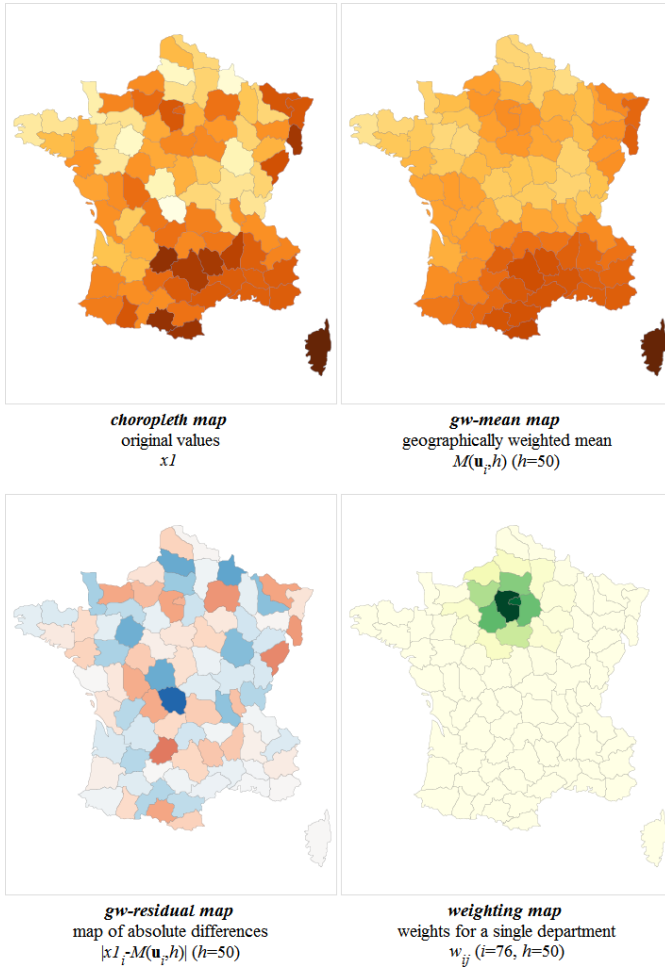 choropleth map
original values
x1
gw-mean map
geographically weighted mean
M(uᵢ,h) (h=50)
gw-residual map
map of absolute differences
|x1ᵢ-M(uᵢ,h)| (h=50)
weighting map
weights for a single department
wᵢⱼ (i=76, h=50)